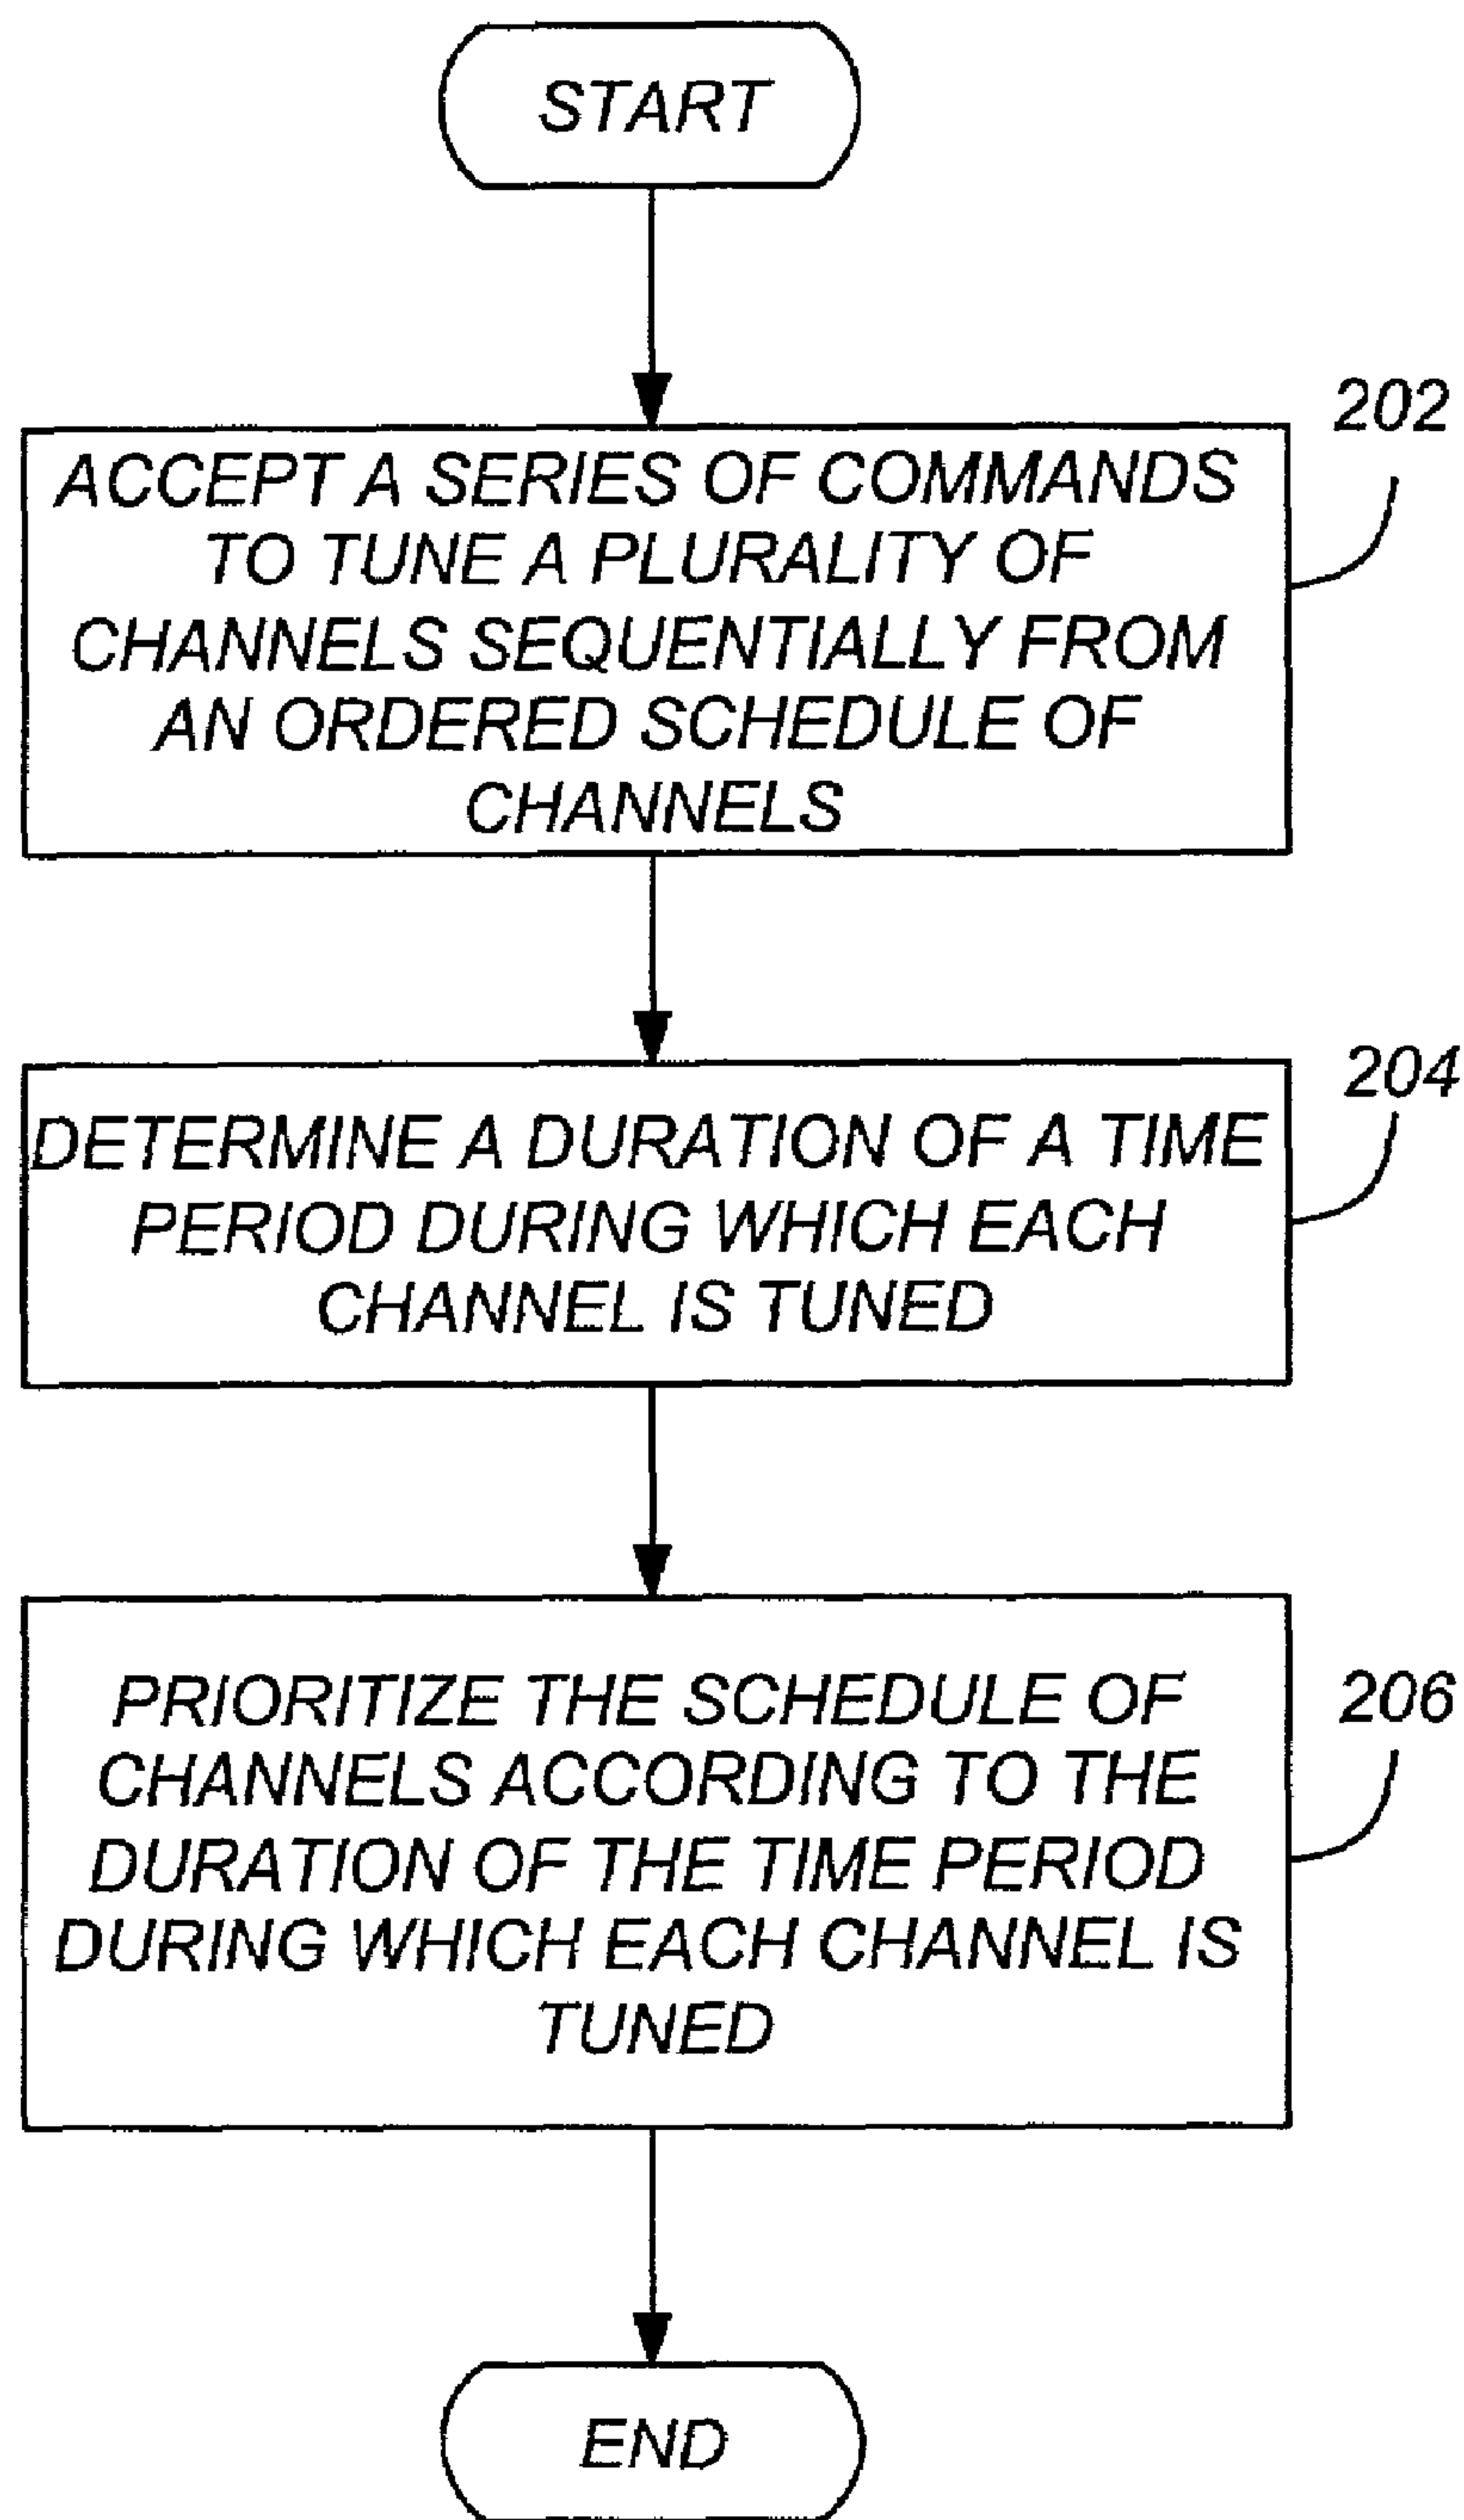 START
202
ACCEPT A SERIES OF COMMANDS
TO TUNE A PLURALITY OF
CHANNELS SEQUENTIALLY FROM
AN ORDERED SCHEDULE OF
CHANNELS
204
DETERMINE A DURATION OF A TIME
PERIOD DURING WHICH EACH
CHANNEL IS TUNED
206
PRIORITIZE THE SCHEDULE OF
CHANNELS ACCORDING TO THE
DURATION OF THE TIME PERIOD
DURING WHICH EACH CHANNEL IS
TUNED
END